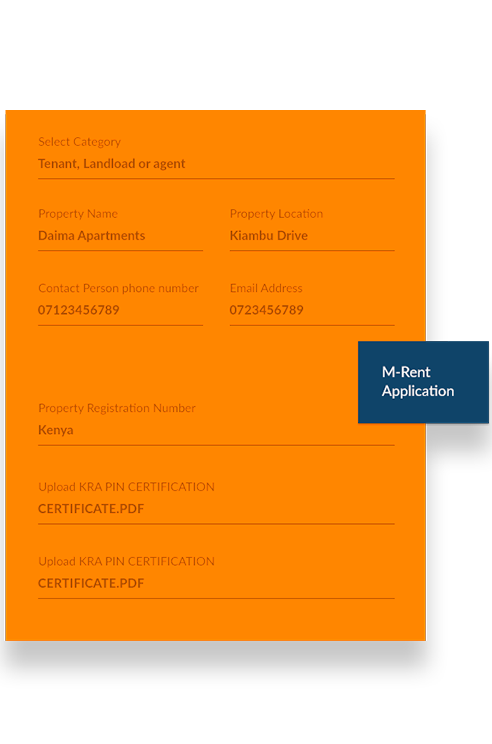 Select Category
Tenant, Landload or agent
Property Name
Property Location
Daima Apartments
Kiambu Drive
Contact Person phone number
Email Address
07123456789
0723456789
M-Rent
Application
Property Registration Number
Kenya
Upload KRA PIN CERTIFICATION
CERTIFICATE.PDF
Upload KRA PIN CERTIFICATION
CERTIFICATE.PDF